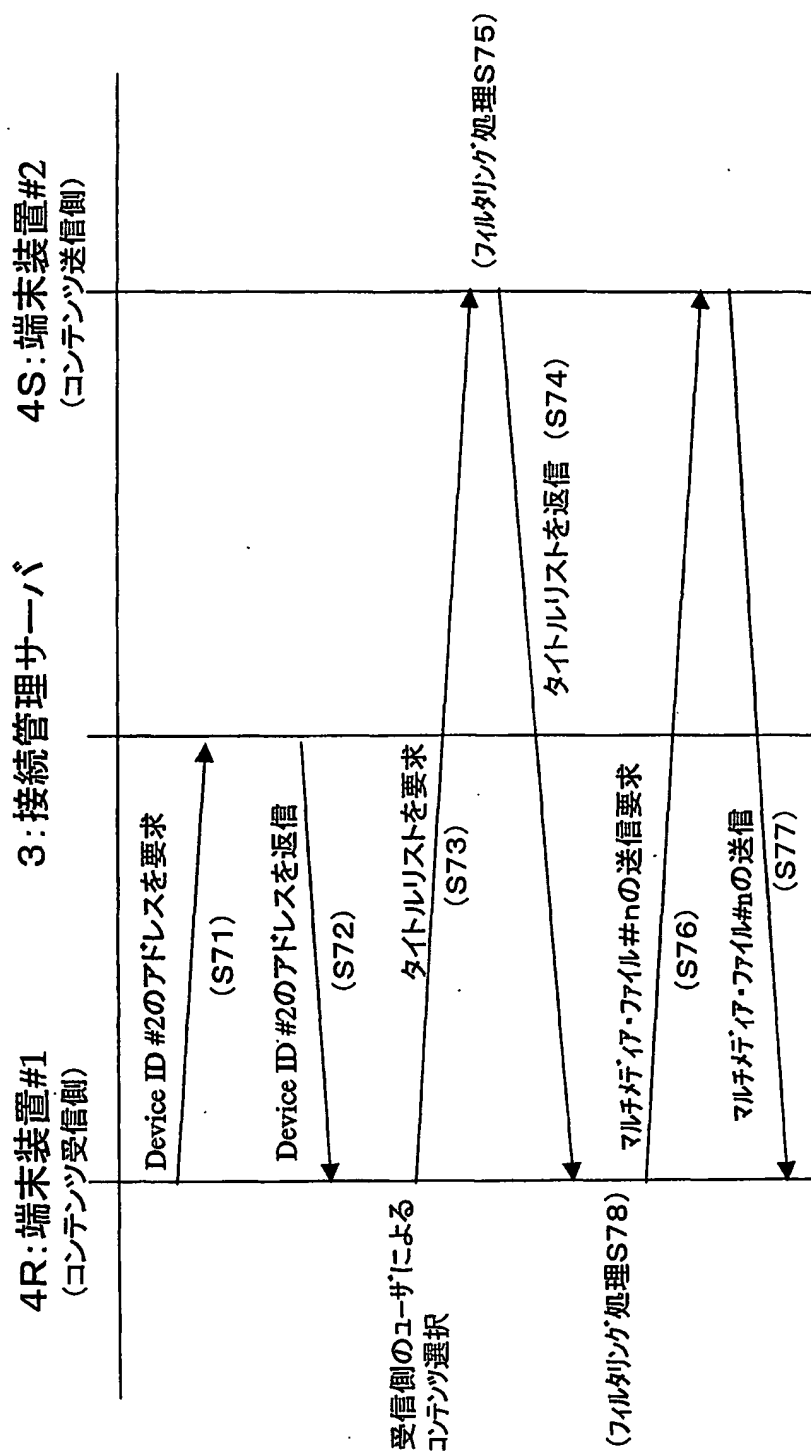 4R:端末装置#1
(コンテンツ受信側)
3:接続管理サーバ
4S:端末装置#2
(コンテンツ送信側)
Device ID #2のアドレスを要求
(S71)
Device ID #2のアドレスを返信
(S72)
受信側のユーザによる
コンテンツ選択
タイトルリストを要求
(S73)
(フィルタリング処理S75)
タイトルリストを返信 (S74)
(フィルタリング処理S78)
マルチメディア・ファイル#nの送信要求
(S76)
マルチメディア・ファイル#nの送信
(S77)